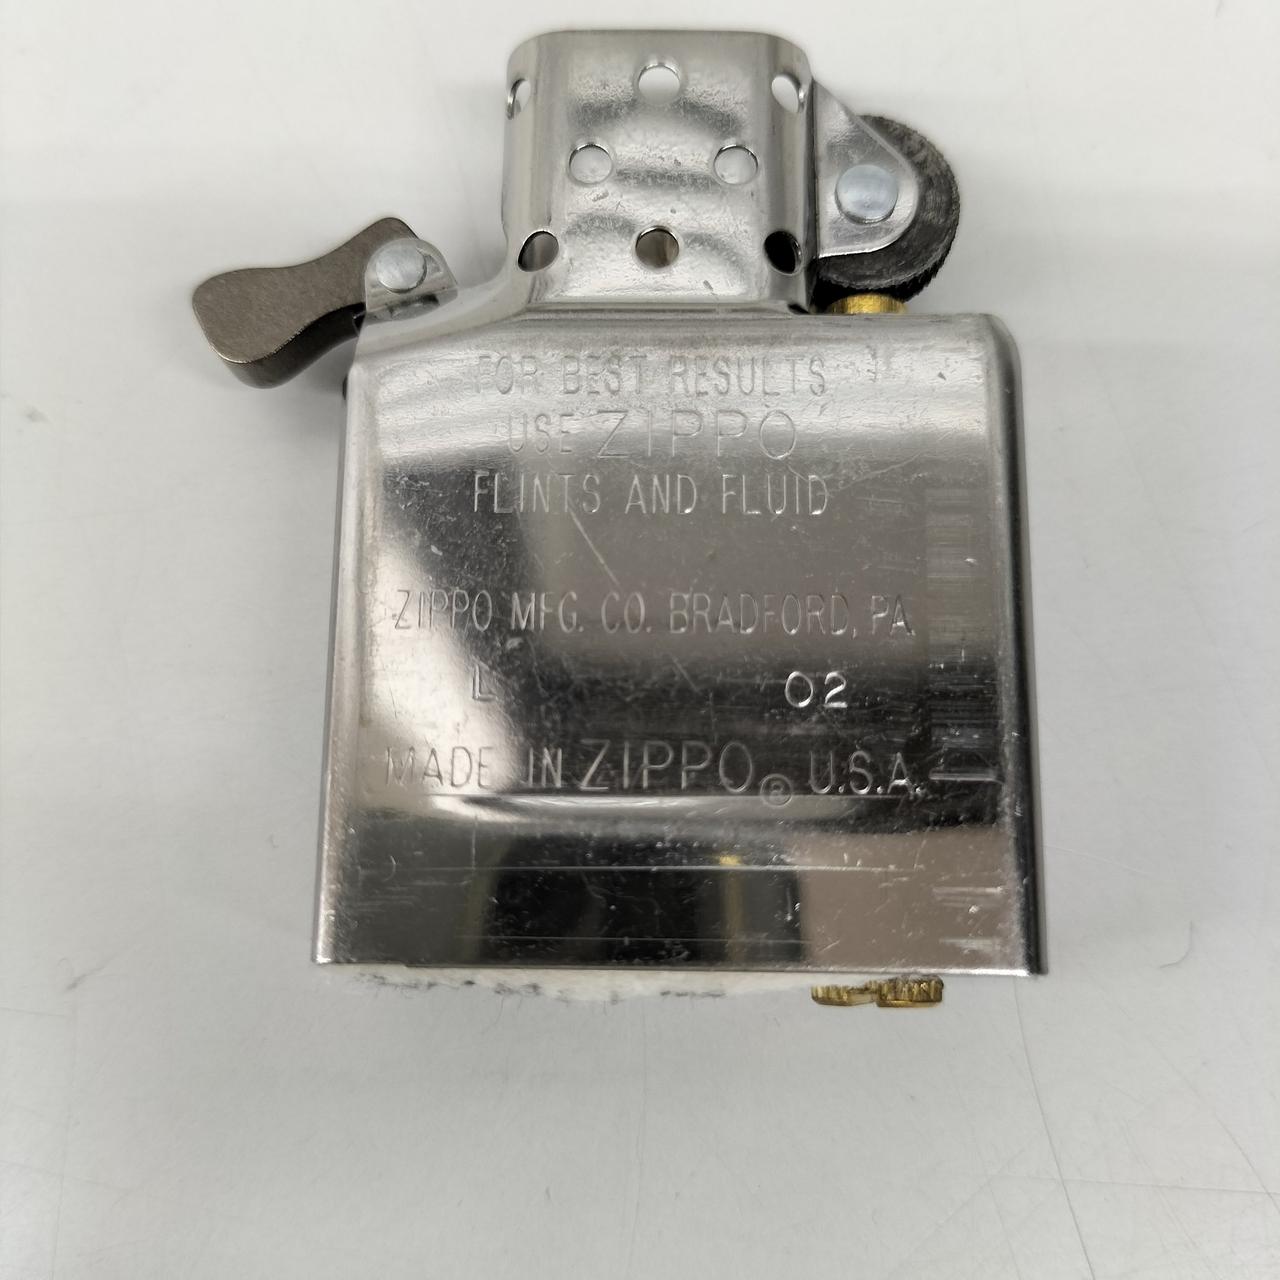 FOR BEST RESULTS
USE ZIPPO
FLINTS AND FLUID
ZIPPO MFG. CO. BRADFORD, PA.
L 02
MADE IN ZIPPO® U.S.A.